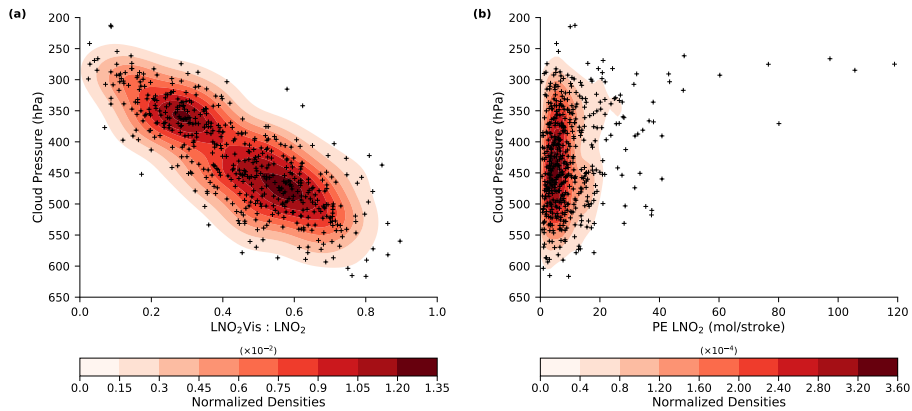 (a)
200
250
300
350
400
450
500
550
600
650
Cloud Pressure (hPa)
0.0 0.2 0.4 0.6 0.8 1.0
LNO₂Vis : LNO₂
(×10⁻²)
0.0 0.15 0.3 0.45 0.6 0.75 0.9 1.05 1.20 1.35
Normalized Densities
(b)
200
250
300
350
400
450
500
550
600
650
Cloud Pressure (hPa)
0 20 40 60 80 100 120
PE LNO₂ (mol/stroke)
(×10⁻⁴)
0.0 0.4 0.8 1.20 1.60 2.00 2.40 2.80 3.20 3.60
Normalized Densities